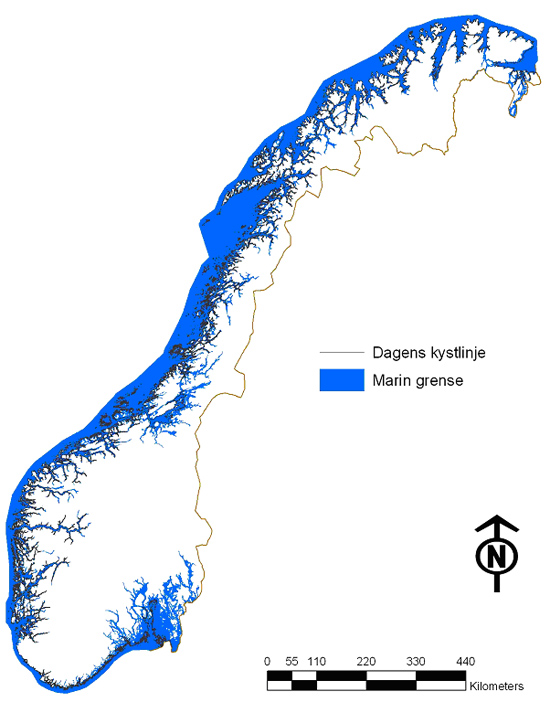 Dagens kystlinje
Marin grense
N
0 55 110 220 330 440
Kilometers